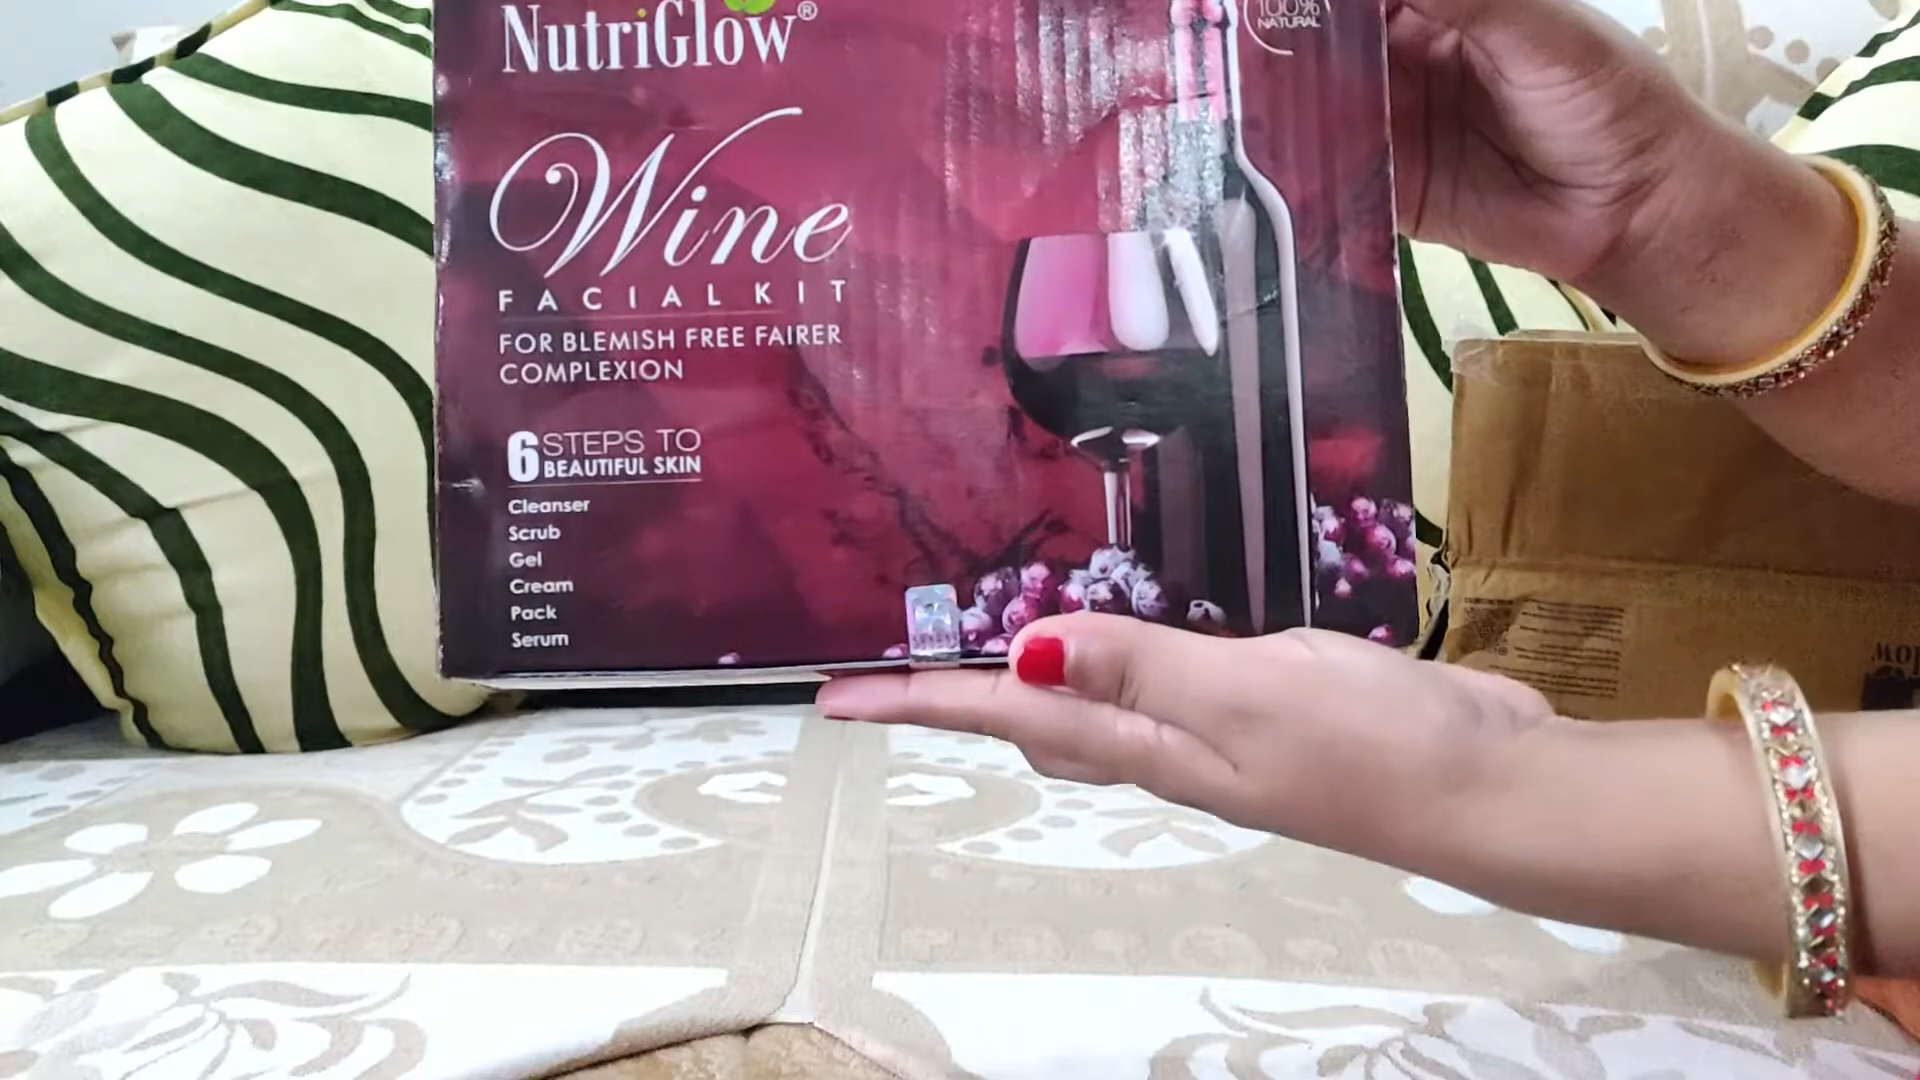 NutriGlow®
100%
NATURAL
Wine
FACIAL KIT
FOR BLEMISH FREE FAIRER
COMPLEXION
6 STEPS TO
BEAUTIFUL SKIN
Cleanser
Scrub
Gel
Cream
Pack
Serum